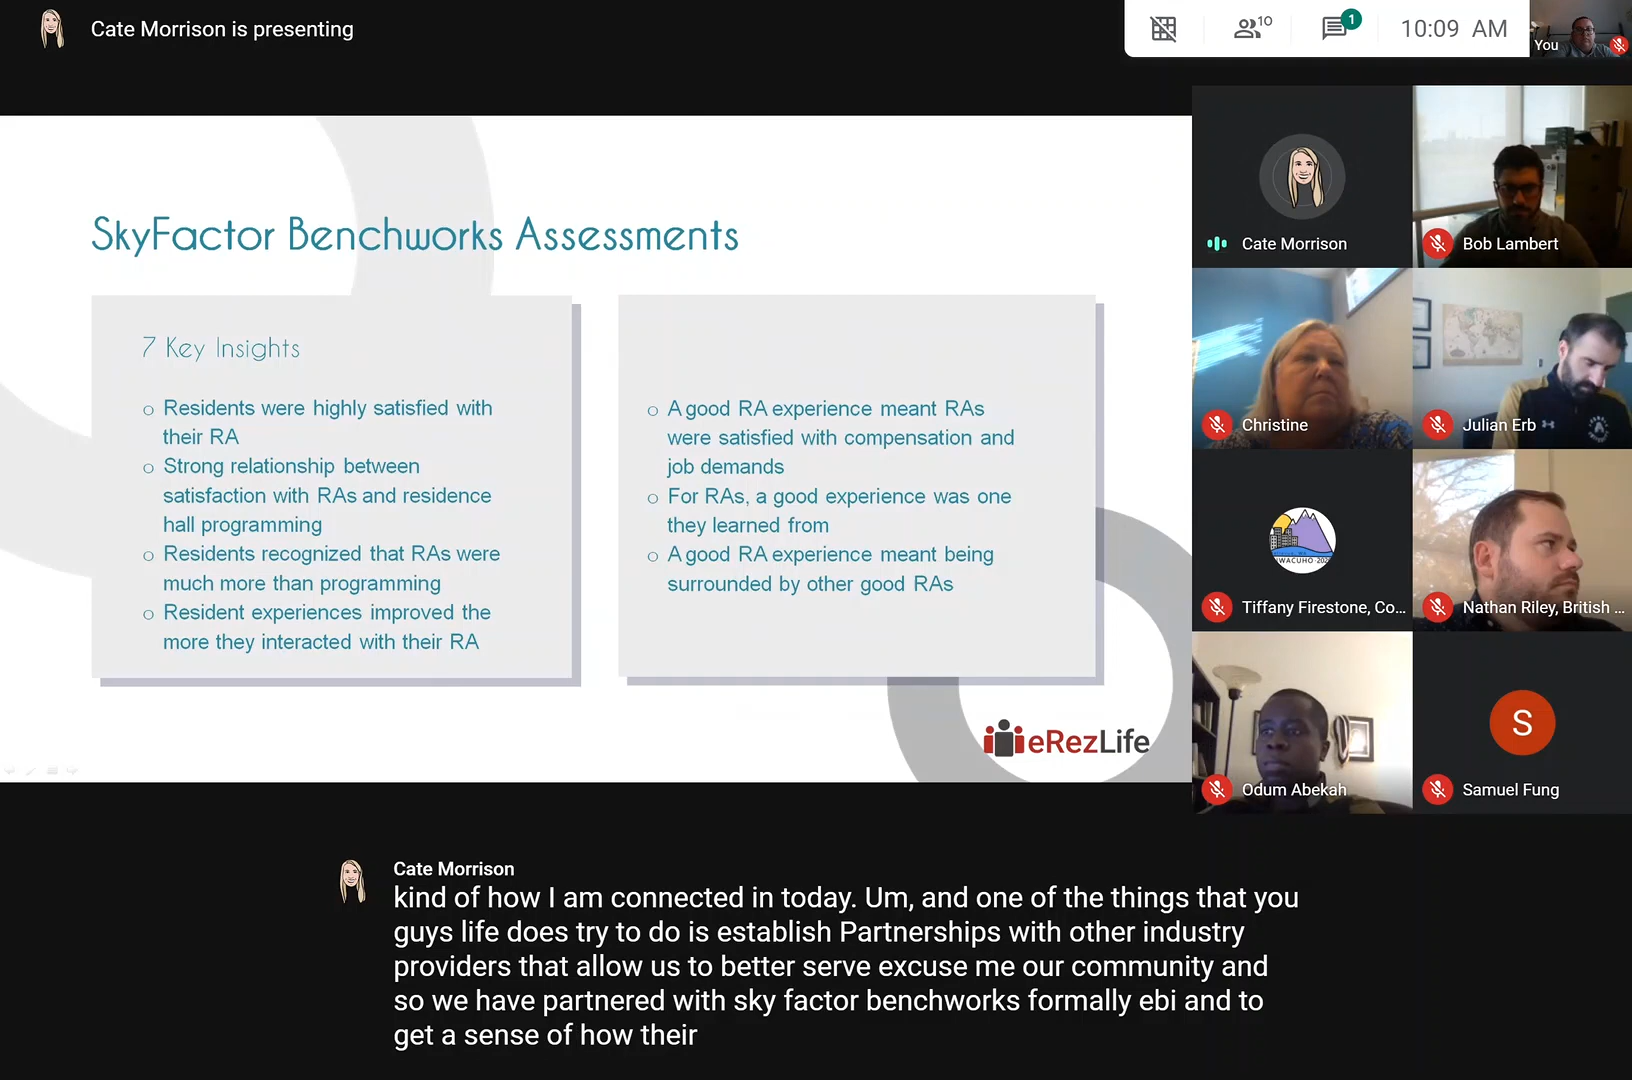 Cate Morrison is presenting
10
1
10:09 AM
You
SkyFactor Benchworks Assessments
7 Key Insights
Residents were highly satisfied with
their RA
Strong relationship between
satisfaction with RAs and residence
hall programming
Residents recognized that RAs were
much more than programming
Resident experiences improved the
more they interacted with their RA
A good RA experience meant RAs
were satisfied with compensation and
job demands
For RAs, a good experience was one
they learned from
A good RA experience meant being
surrounded by other good RAs
eRezLife
Cate Morrison
Bob Lambert
Christine
Julian Erb
Tiffany Firestone, Co...
Nathan Riley, British ...
Odum Abekah
S
Samuel Fung
Cate Morrison
kind of how I am connected in today. Um, and one of the things that you
guys life does try to do is establish Partnerships with other industry
providers that allow us to better serve excuse me our community and
so we have partnered with sky factor benchworks formally ebi and to
get a sense of how their